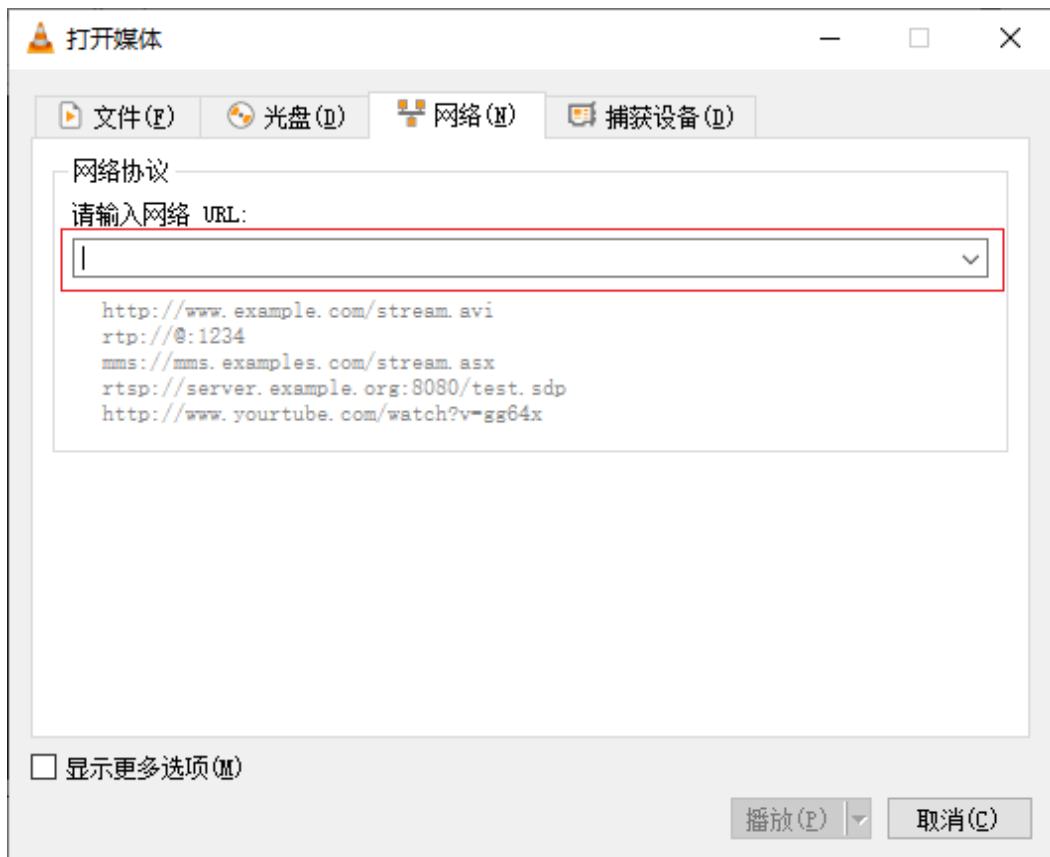 打开媒体
文件(F) 光盘(D) 网络(N) 捕获设备(D)
网络协议
请输入网络 URL:
http://www.example.com/stream.avi
rtp://@:1234
mms://mms.examples.com/stream.asx
rtsp://server.example.org:8080/test.sdp
http://www.yourtube.com/watch?v=gg64x
显示更多选项(M)
播放(P) 取消(C)